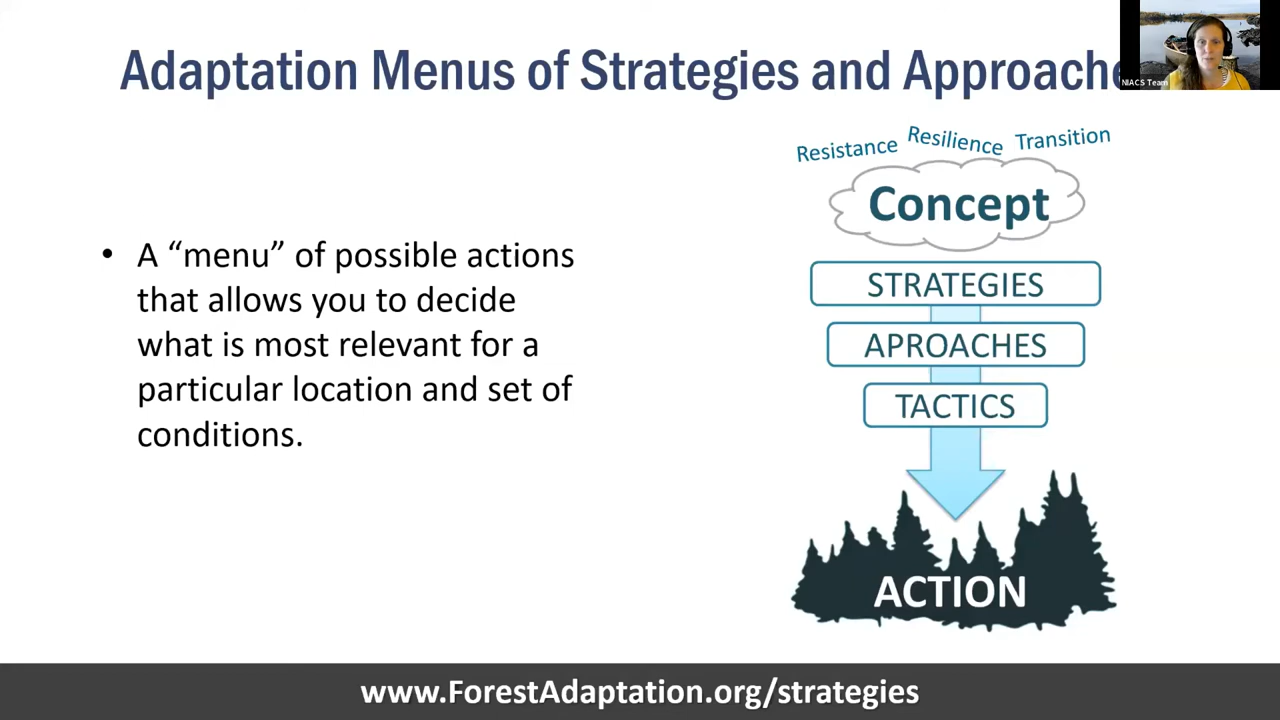 Adaptation Menus of Strategies and Approache
NIACS Team
Resistance Resilience Transition
Concept
STRATEGIES
APROACHES
TACTICS
ACTION
• A “menu” of possible actions
that allows you to decide
what is most relevant for a
particular location and set of
conditions.
www.ForestAdaptation.org/strategies